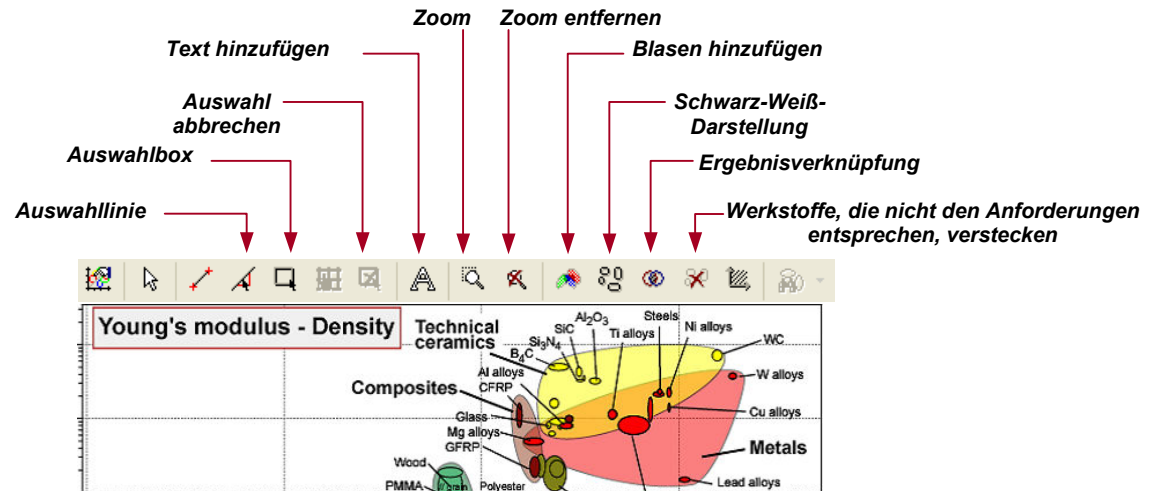 Zoom
Zoom entfernen
Text hinzufügen
Blasen hinzufügen
Auswahl
abbrechen
Schwarz-Weiß-
Darstellung
Auswahlbox
Ergebnisverknüpfung
Auswahllinie
Werkstoffe, die nicht den Anforderungen
entsprechen, verstecken
A
Young's modulus - Density
Technical
ceramics
Al2O3
SiC
Si3N4
B4C
Steels
Ti alloys
Ni alloys
WC
Al alloys
CFRP
Composites
W alloys
Glass
Cu alloys
Mg alloys
GFRP
Metals
Wood
// grain
PMMA
Polyester
Lead alloys